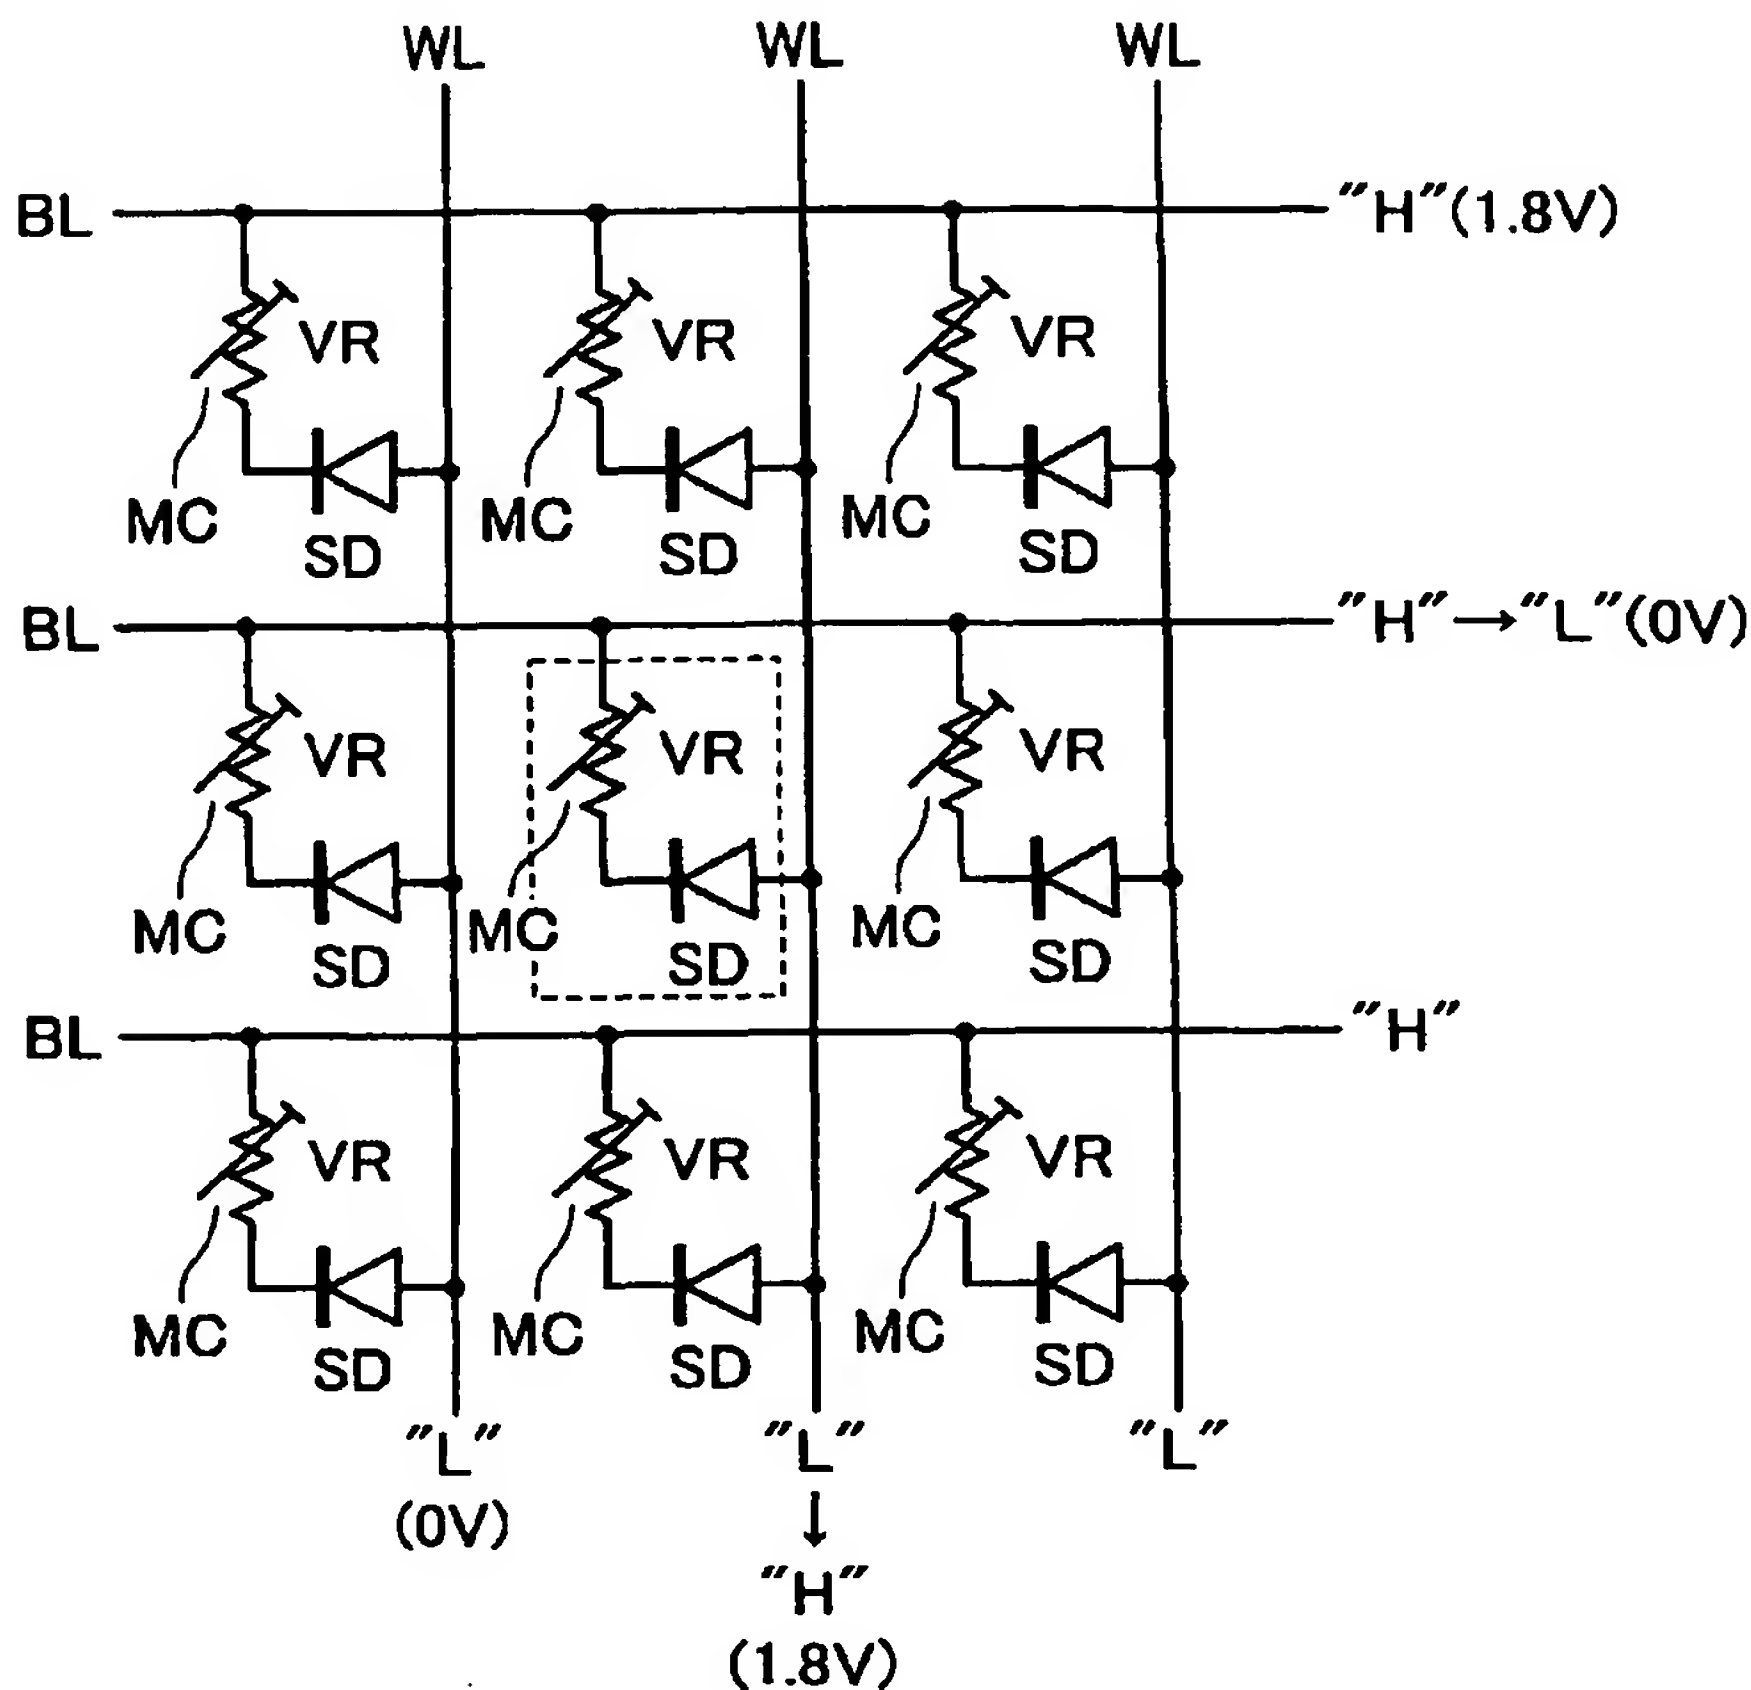 WL WL WL
BL "H"(1.8V)
VR VR VR
MC MC MC
SD SD SD
BL "H"→"L"(0V)
VR VR VR
MC MC MC
SD SD SD
BL "H"
VR VR VR
MC MC MC
SD SD SD
"L" "L" "L"
(0V) ↓
"H"
(1.8V)